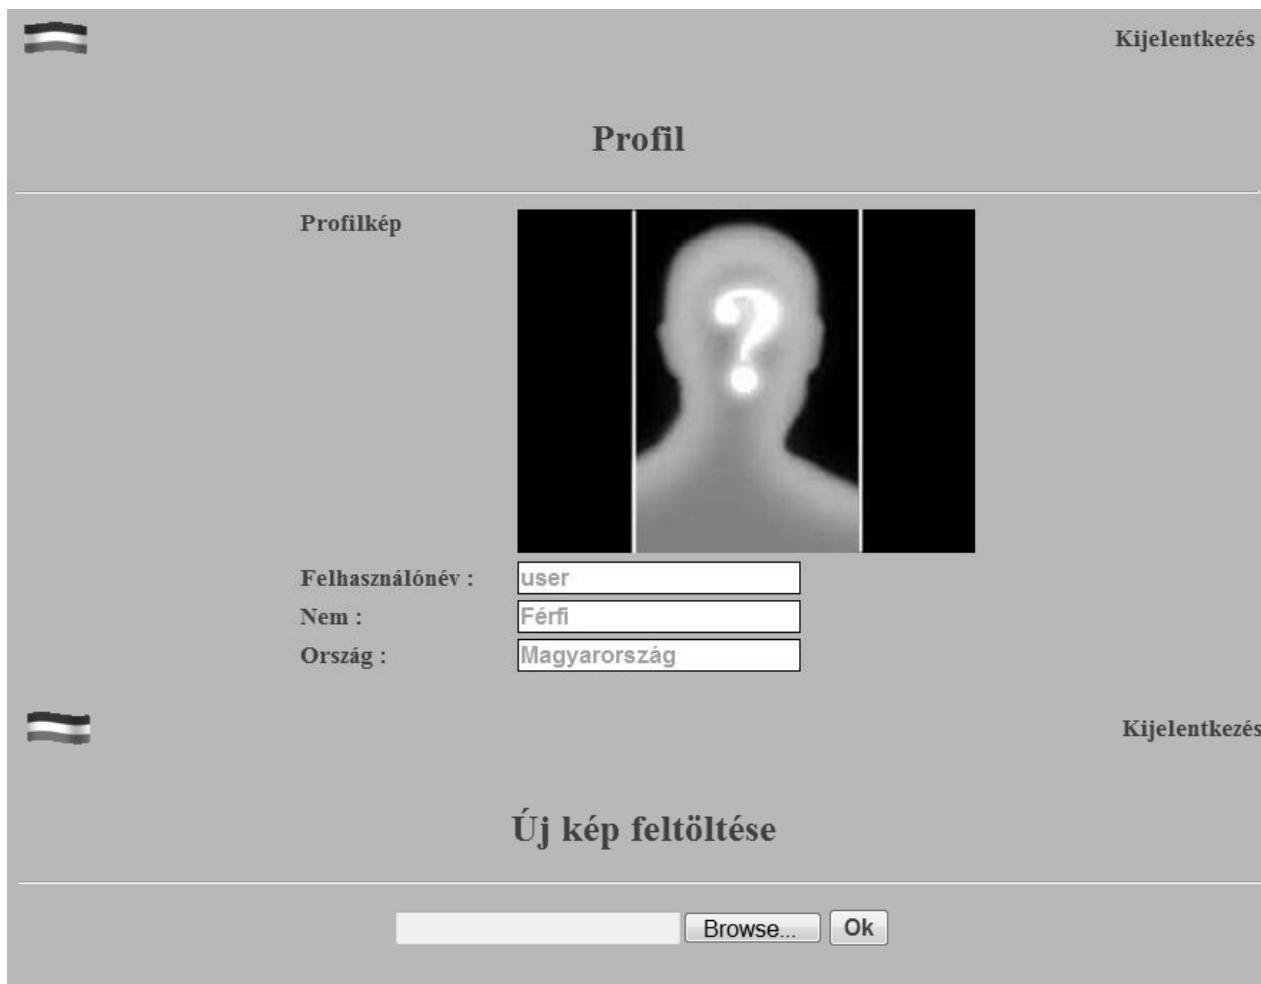 Kijelentkezés
Profil
Profilkép
?
Felhasználónév : user
Nem : Férfi
Ország : Magyarország
Kijelentkezés
Új kép feltöltése
Browse... Ok